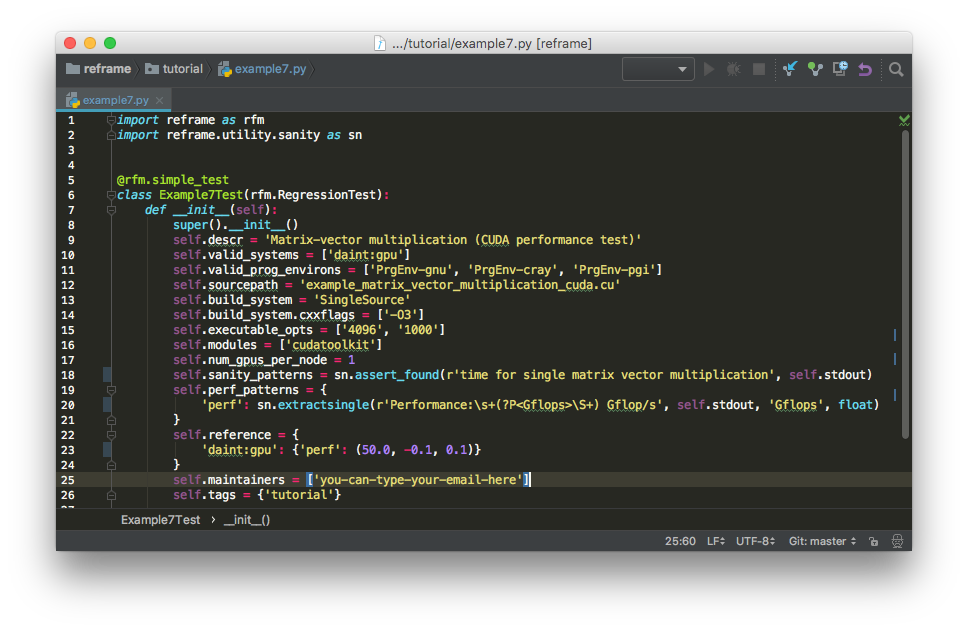 .../tutorial/example7.py [reframe]
reframe tutorial example7.py
example7.py
1 import reframe as rfm
2 import reframe.utility.sanity as sn
3
4
5 @rfm.simple_test
6 class Example7Test(rfm.RegressionTest):
7 def __init__(self):
8 super().__init__()
9 self.descr = 'Matrix-vector multiplication (CUDA performance test)'
10 self.valid_systems = ['daint:gpu']
11 self.valid_prog_environs = ['PrgEnv-gnu', 'PrgEnv-cray', 'PrgEnv-pgi']
12 self.sourcepath = 'example_matrix_vector_multiplication_cuda.cu'
13 self.build_system = 'SingleSource'
14 self.build_system.cxxflags = ['-O3']
15 self.executable_opts = ['4096', '1000']
16 self.modules = ['cudatoolkit']
17 self.num_gpus_per_node = 1
18 self.sanity_patterns = sn.assert_found(r'time for single matrix vector multiplication', self.stdout)
19 self.perf_patterns = {
20 'perf': sn.extractsingle(r'Performance:\s+(?P<Gflops>\S+) Gflop/s', self.stdout, 'Gflops', float)
21 }
22 self.reference = {
23 'daint:gpu': {'perf': (50.0, -0.1, 0.1)}
24 }
25 self.maintainers = ['you-can-type-your-email-here']
26 self.tags = {'tutorial'}
Example7Test › __init__()
25:60 LF UTF-8 Git: master